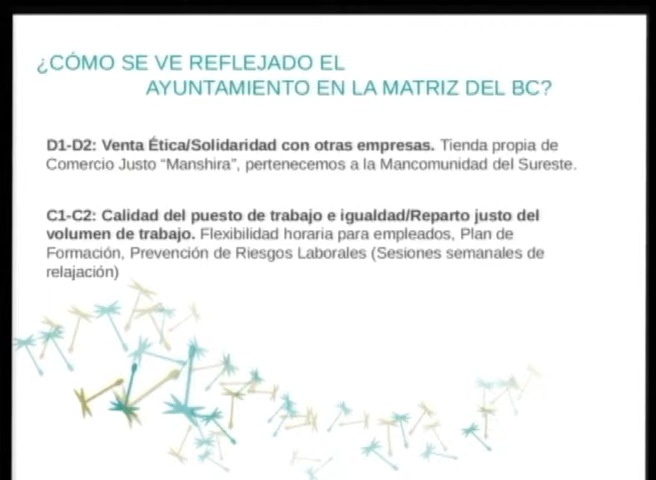 ¿CÓMO SE VE REFLEJADO EL
AYUNTAMIENTO EN LA MATRIZ DEL BC?
D1-D2: Venta Ética/Solidaridad con otras empresas. Tienda propia de
Comercio Justo “Manshira”, pertenecemos a la Mancomunidad del Sureste.
C1-C2: Calidad del puesto de trabajo e igualdad/Reparto justo del
volumen de trabajo. Flexibilidad horaria para empleados, Plan de
Formación, Prevención de Riesgos Laborales (Sesiones semanales de
relajación)